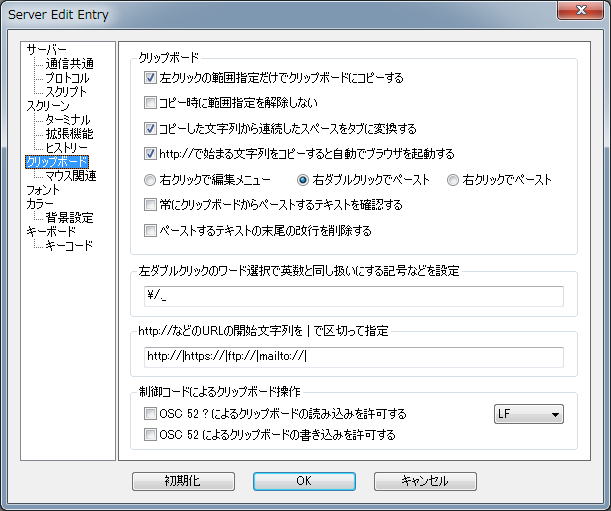 Server Edit Entry
サーバー
通信共通
プロトコル
スクリプト
スクリーン
ターミナル
拡張機能
ヒストリー
クリップボード
マウス関連
フォント
カラー
背景設定
キーボード
キーコード
クリップボード
左クリックの範囲指定だけでクリップボードにコピーする
コピー時に範囲指定を解除しない
コピーした文字列から連続したスペースをタブに変換する
http://で始まる文字列をコピーすると自動でブラウザを起動する
右クリックで編集メニュー 右ダブルクリックでペースト 右クリックでペースト
常にクリップボードからペーストするテキストを確認する
ペーストするテキストの末尾の改行を削除する
左ダブルクリックのワード選択で英数と同し扱いにする記号などを設定
¥/_
http://などのURLの開始文字列を | で区切って指定
http://|https://|ftp://|mailto://|
制御コードによるクリップボード操作
OSC 52 ? によるクリップボードの読み込みを許可する LF
OSC 52 によるクリップボードの書き込みを許可する
初期化 OK キャンセル